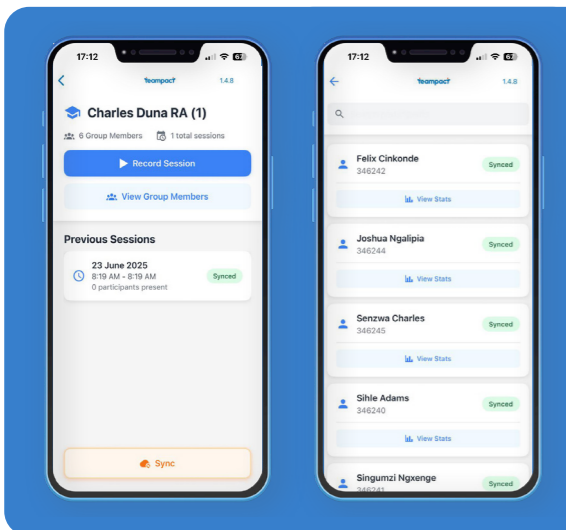 17:12
63
teampact
1.4.8
Charles Duna RA (1)
6 Group Members
1 total sessions
Record Session
View Group Members
Previous Sessions
23 June 2025
8:19 AM - 8:19 AM
0 participants present
Synced
Sync
17:12
63
teampact
1.4.8
Felix Cinkonde
346242
Synced
View Stats
Joshua Ngalipia
346244
Synced
View Stats
Senzwa Charles
346245
Synced
View Stats
Sihle Adams
346240
Synced
View Stats
Singumzi Ngxenge
346241
Synced